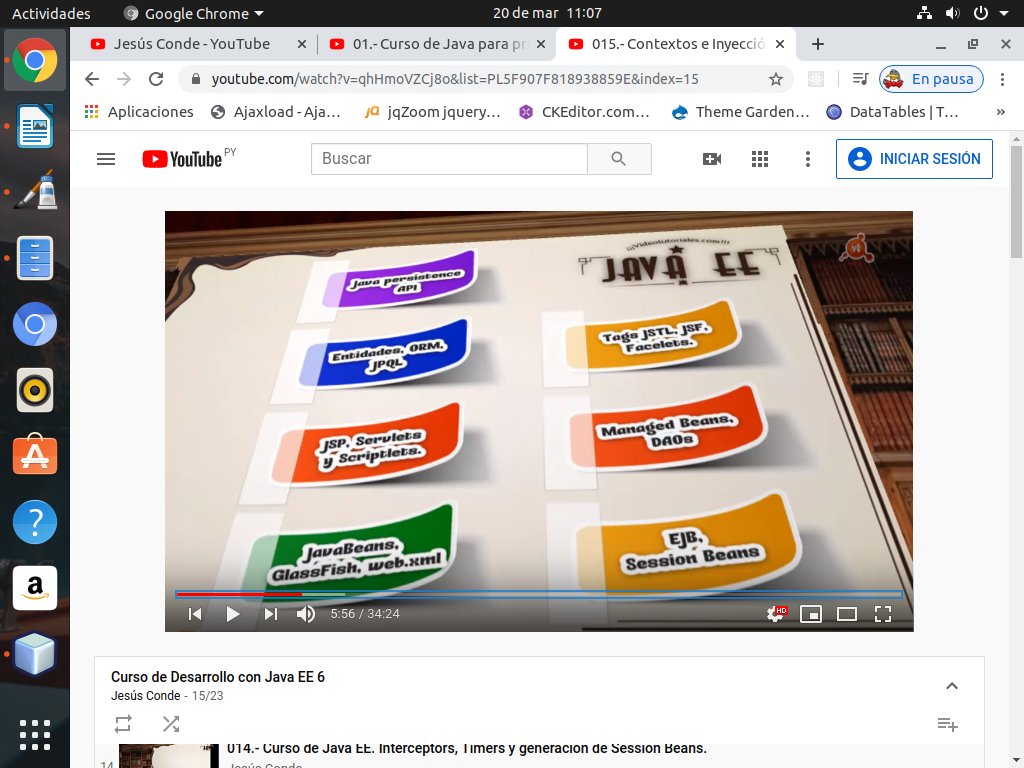 Actividades
Google Chrome
20 de mar 11:07
Jesús Conde - YouTube
01.- Curso de Java para pr
015.- Contextos e Inyecció
youtube.com/watch?v=qhHmoVZCj8o&list=PL5F907F818938859E&index=15
En pausa
Aplicaciones
Ajaxload - Aja...
jqZoom jquery...
CKEditor.com...
Theme Garden...
DataTables | T...
»
YouTube PY
Buscar
INICIAR SESIÓN
¡¡¡Videotutoriales.com!!!
JAVA EE
vt
Java persistence
API
Entidades, ORM,
JPQL
JSP, Servlets
y Scriptlets.
JavaBeans,
GlassFish, web.xml
Tags JSTL, JSF,
Facelets.
Managed Beans,
DAOs
EJB,
Session Beans
5:56 / 34:24
HD
Curso de Desarrollo con Java EE 6
Jesús Conde - 15/23
14
014.- Curso de Java EE. Interceptors, Timers y generación de Session Beans.
Jesús Conde